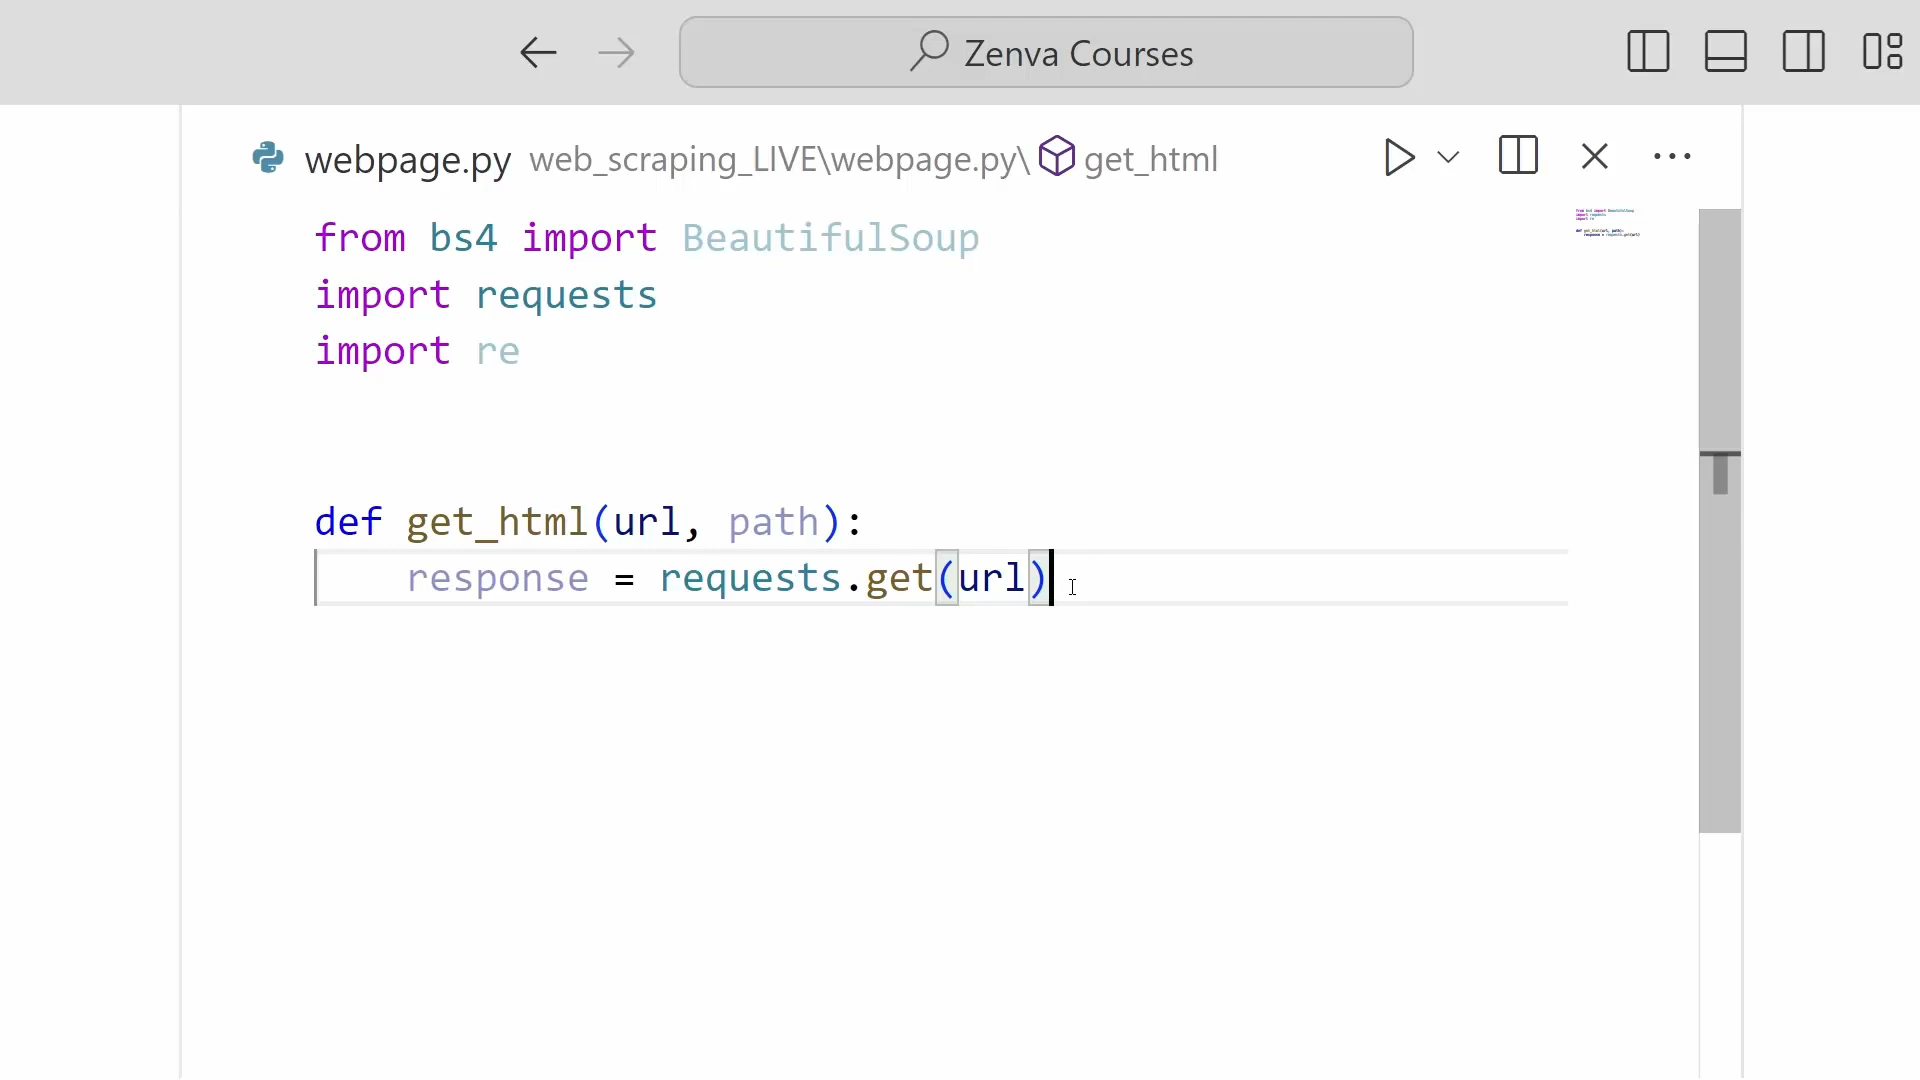 Zenva Courses
webpage.py web_scraping_LIVE\webpage.py\ get_html
from bs4 import BeautifulSoup
import requests
import re
def get_html(url, path):
    response = requests.get(url)